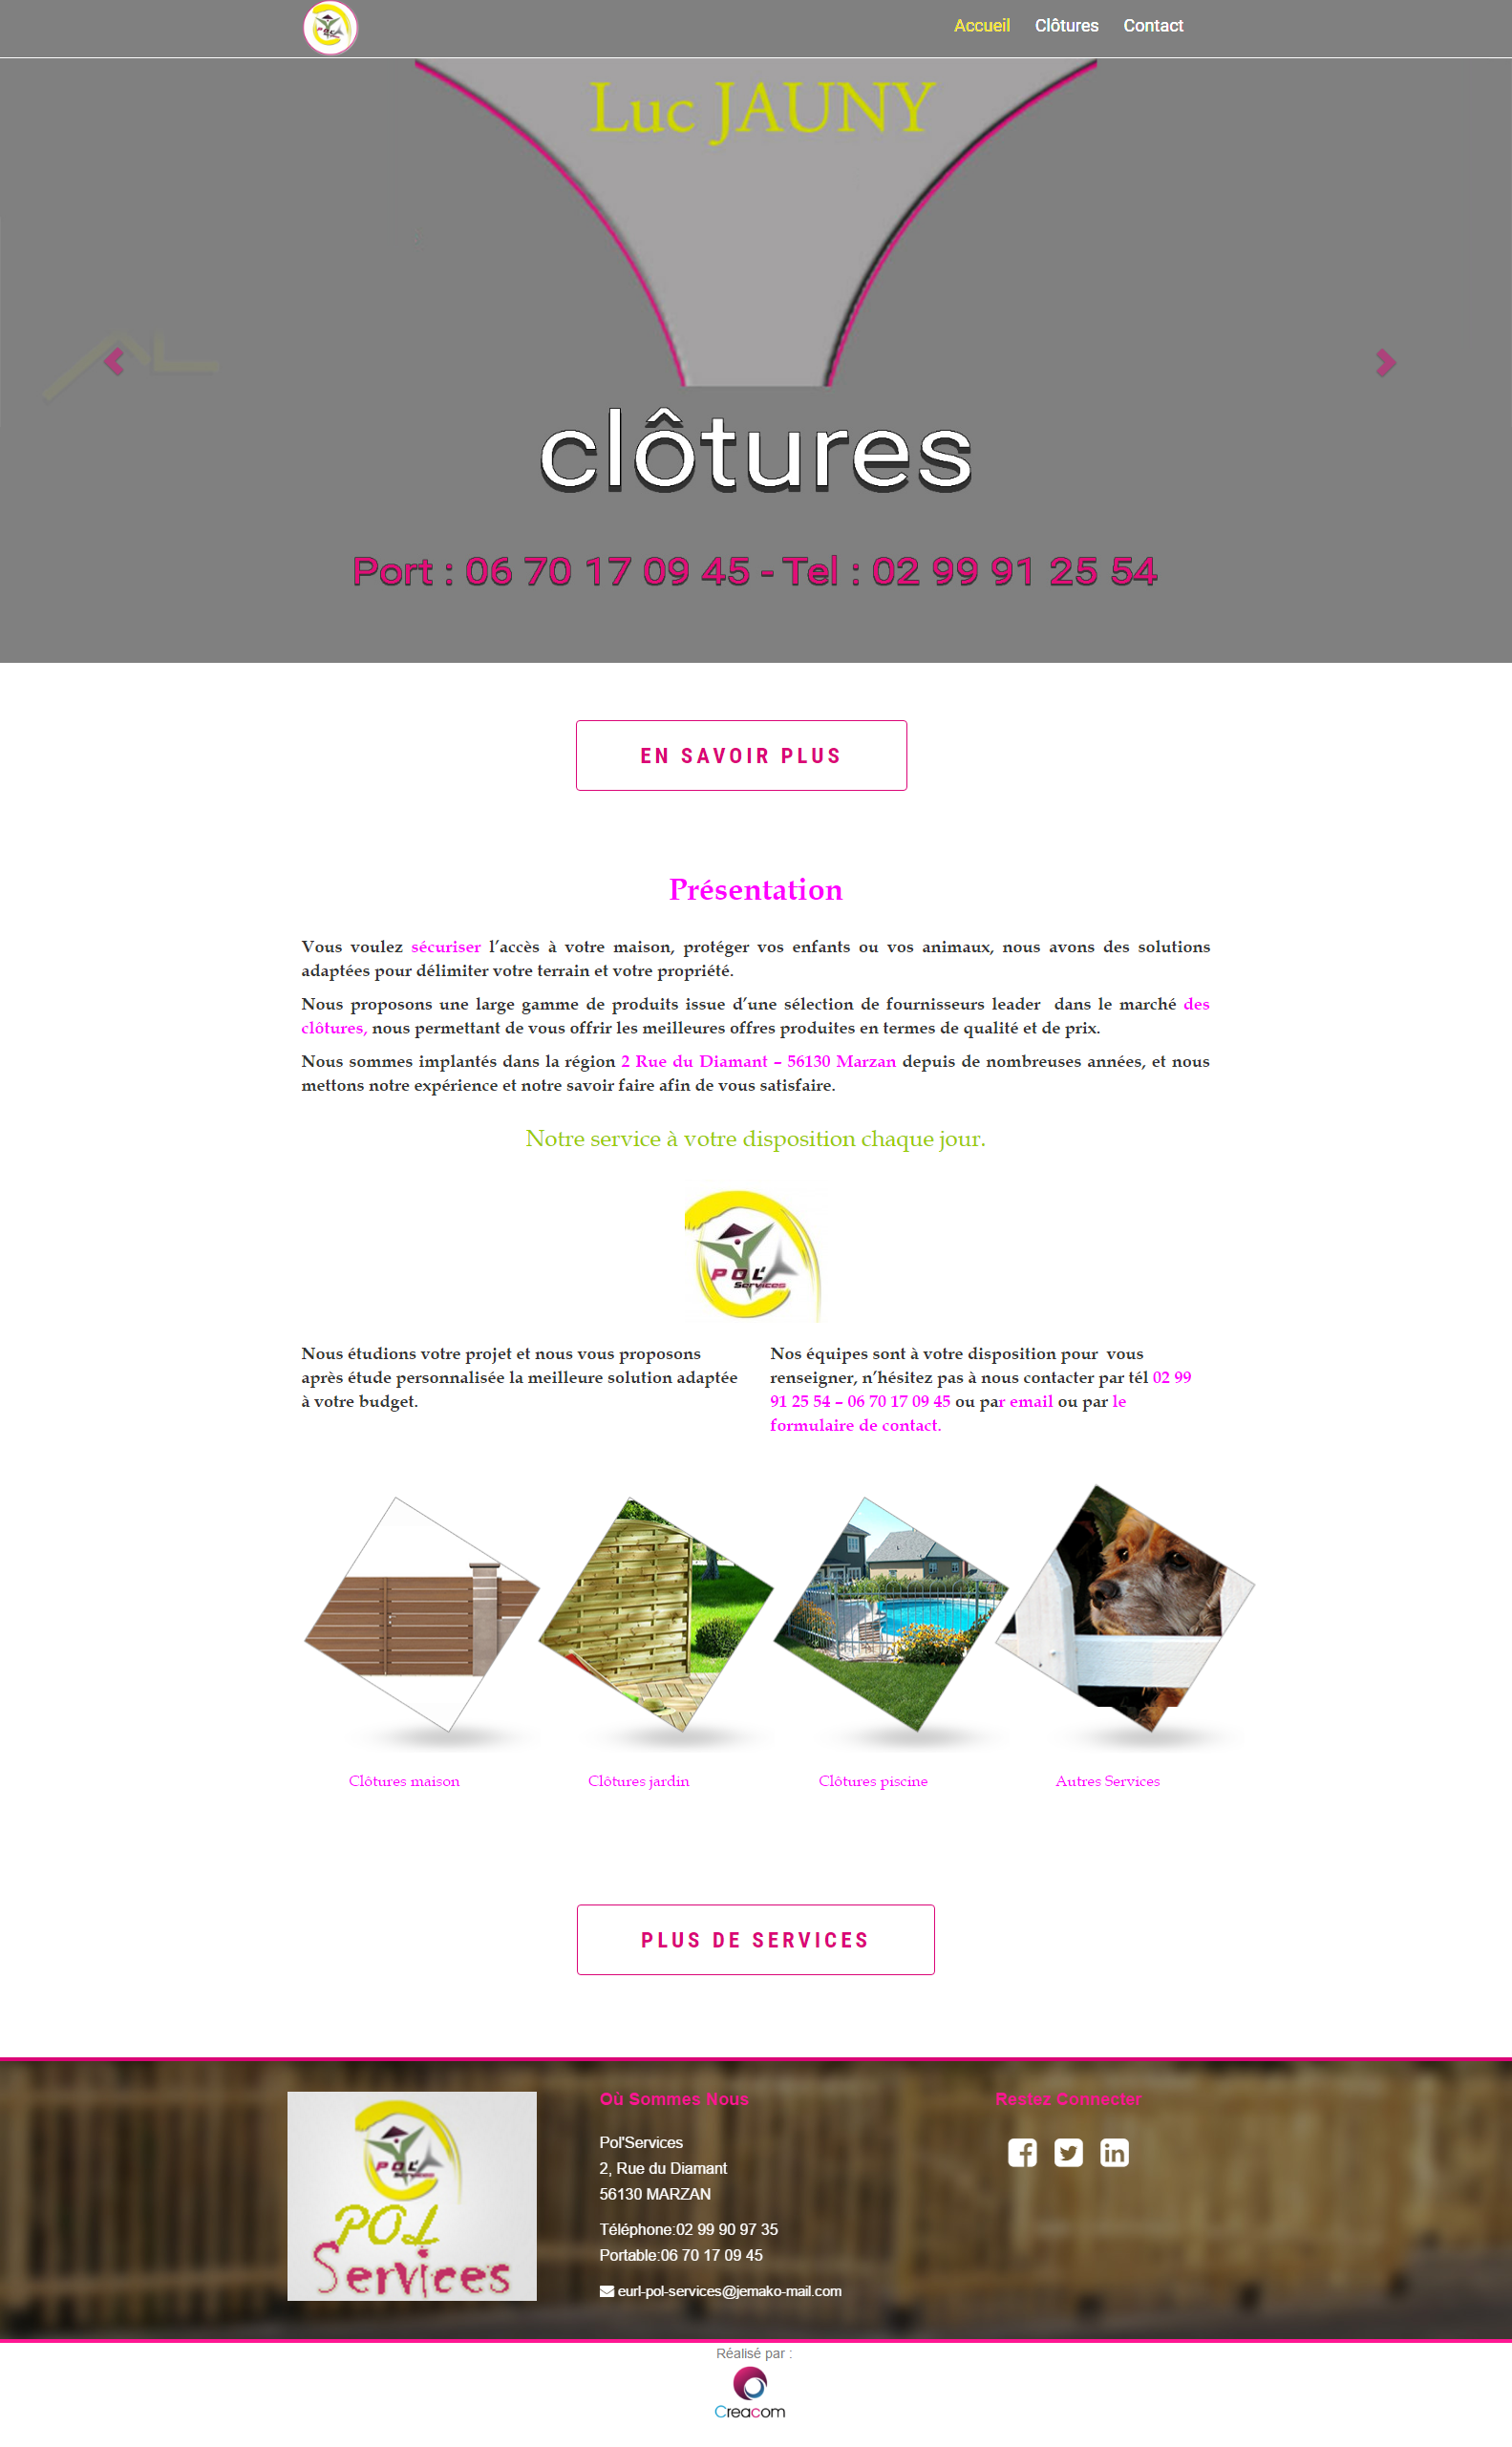 Accueil Clôtures Contact
Luc JAUNY
clôtures
Port : 06 70 17 09 45 - Tel : 02 99 91 25 54
EN SAVOIR PLUS
Présentation
Vous voulez sécuriser l’accès à votre maison, protéger vos enfants ou vos animaux, nous avons des solutions
adaptées pour délimiter votre terrain et votre propriété.
Nous proposons une large gamme de produits issue d’une sélection de fournisseurs leader dans le marché des
clôtures, nous permettant de vous offrir les meilleures offres produites en termes de qualité et de prix.
Nous sommes implantés dans la région 2 Rue du Diamant – 56130 Marzan depuis de nombreuses années, et nous
mettons notre expérience et notre savoir faire afin de vous satisfaire.
Notre service à votre disposition chaque jour.
POL'
Services
Nous étudions votre projet et nous vous proposons
après étude personnalisée la meilleure solution adaptée
à votre budget.
Nos équipes sont à votre disposition pour vous
renseigner, n’hésitez pas à nous contacter par tél 02 99
91 25 54 – 06 70 17 09 45 ou par email ou par le
formulaire de contact.
Clôtures maison
Clôtures jardin
Clôtures piscine
Autres Services
PLUS DE SERVICES
POL'
Services
POL
Services
Où Sommes Nous
Pol'Services
2, Rue du Diamant
56130 MARZAN
Téléphone:02 99 90 97 35
Portable:06 70 17 09 45
eurl-pol-services@jemako-mail.com
Restez Connecter
Réalisé par :
Creacom